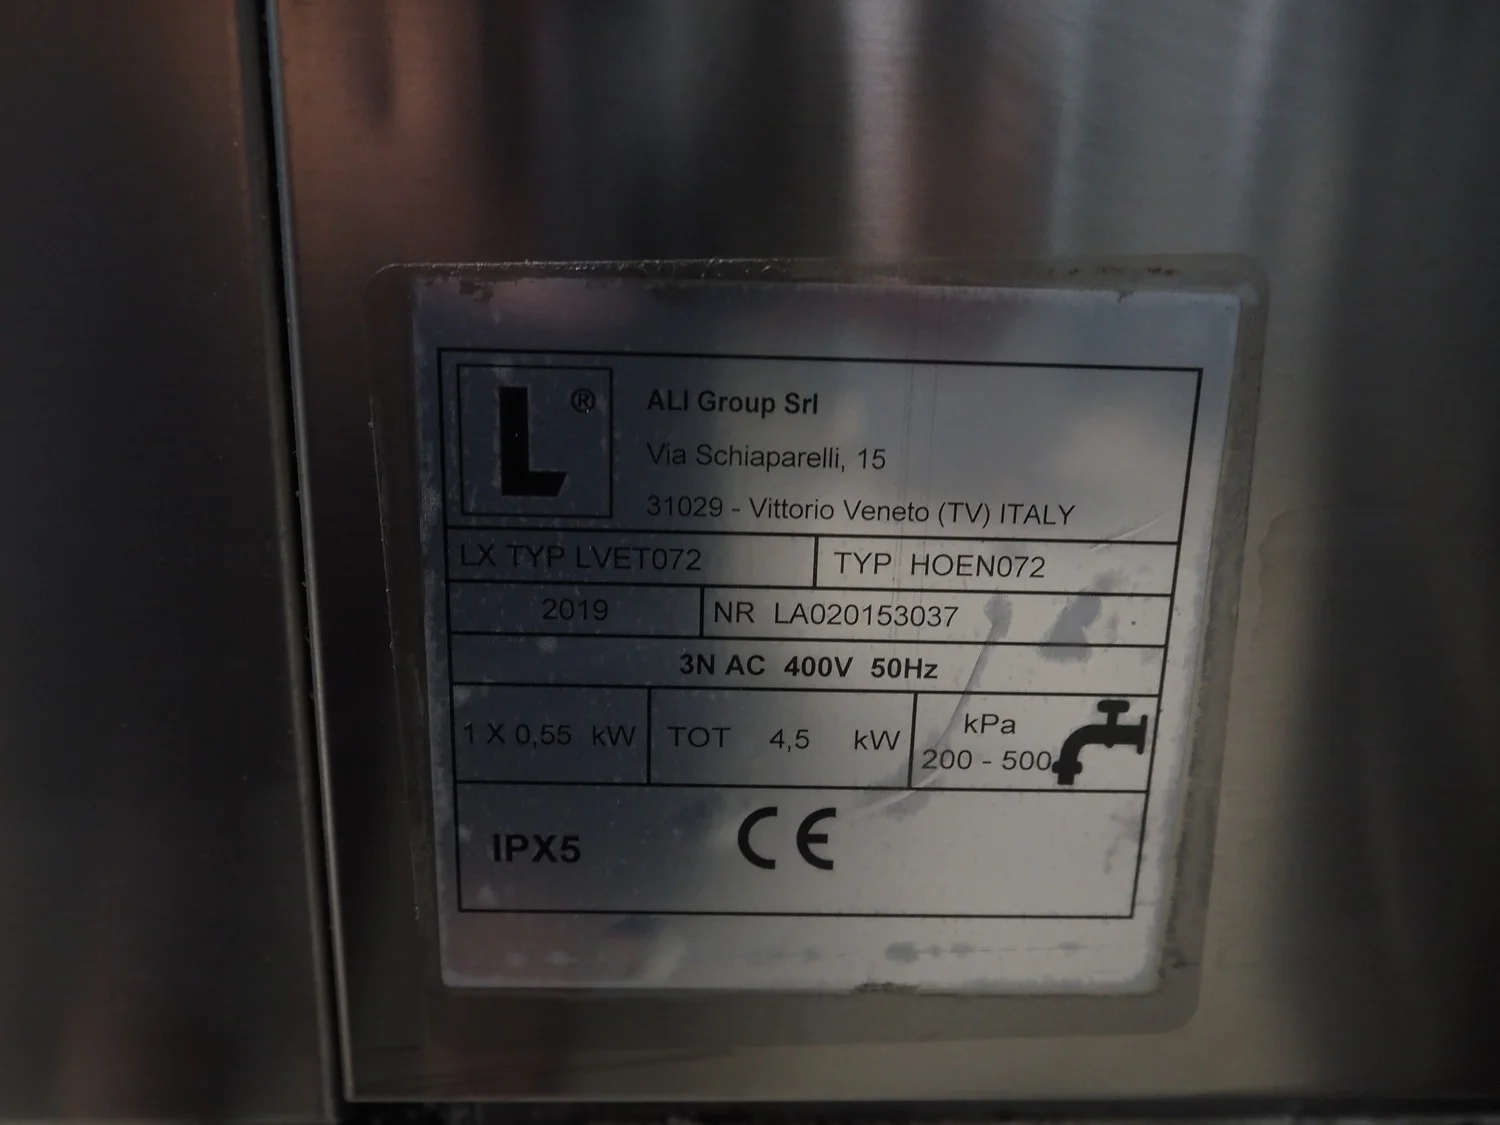 L ®
ALI Group Srl
Via Schiaparelli, 15
31029 - Vittorio Veneto (TV) ITALY
LX TYP LVET072 TYP HOEN072
2019 NR LA020153037
3N AC 400V 50Hz
1 X 0,55 kW TOT 4,5 kW kPa
200 - 500
IPX5 CE